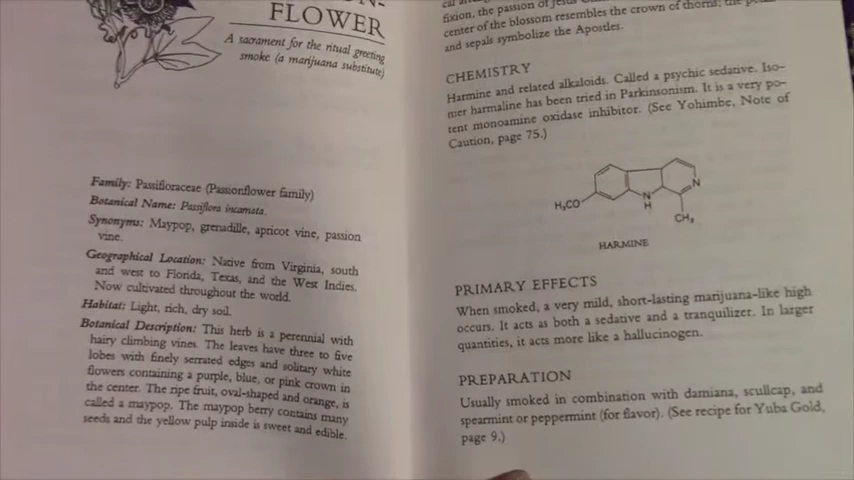 ON-
FLOWER
A sacrament for the ritual greeting
smoke (a marijuana substitute)
Family: Passifloraceae (Passionflower family)
Botanical Name: Passiflora incarnata.
Synonyms: Maypop, grenadille, apricot vine, passion
vine.
Geographical Location: Native from Virginia, south
and west to Florida, Texas, and the West Indies.
Now cultivated throughout the world.
Habitat: Light, rich, dry soil.
Botanical Description: This herb is a perennial with
hairy climbing vines. The leaves have three to five
lobes with finely serrated edges and solitary white
flowers containing a purple, blue, or pink crown in
the center. The ripe fruit, oval-shaped and orange, is
called a maypop. The maypop berry contains many
seeds and the yellow pulp inside is sweet and edible.
fixion, the passion of Jesus
center of the blossom resembles the crown of thorns; the
and sepals symbolize the Apostles.
CHEMISTRY
Harmine and related alkaloids. Called a psychic sedative. Iso-
mer harmaline has been tried in Parkinsonism. It is a very po-
tent monoamine oxidase inhibitor. (See Yohimbe, Note of
Caution, page 75.)
H₃CO
N
H
N
CH₃
HARMINE
PRIMARY EFFECTS
When smoked, a very mild, short-lasting marijuana-like high
occurs. It acts as both a sedative and a tranquilizer. In larger
quantities, it acts more like a hallucinogen.
PREPARATION
Usually smoked in combination with damiana, scullcap, and
spearmint or peppermint (for flavor). (See recipe for Yuba Gold,
page 9.)